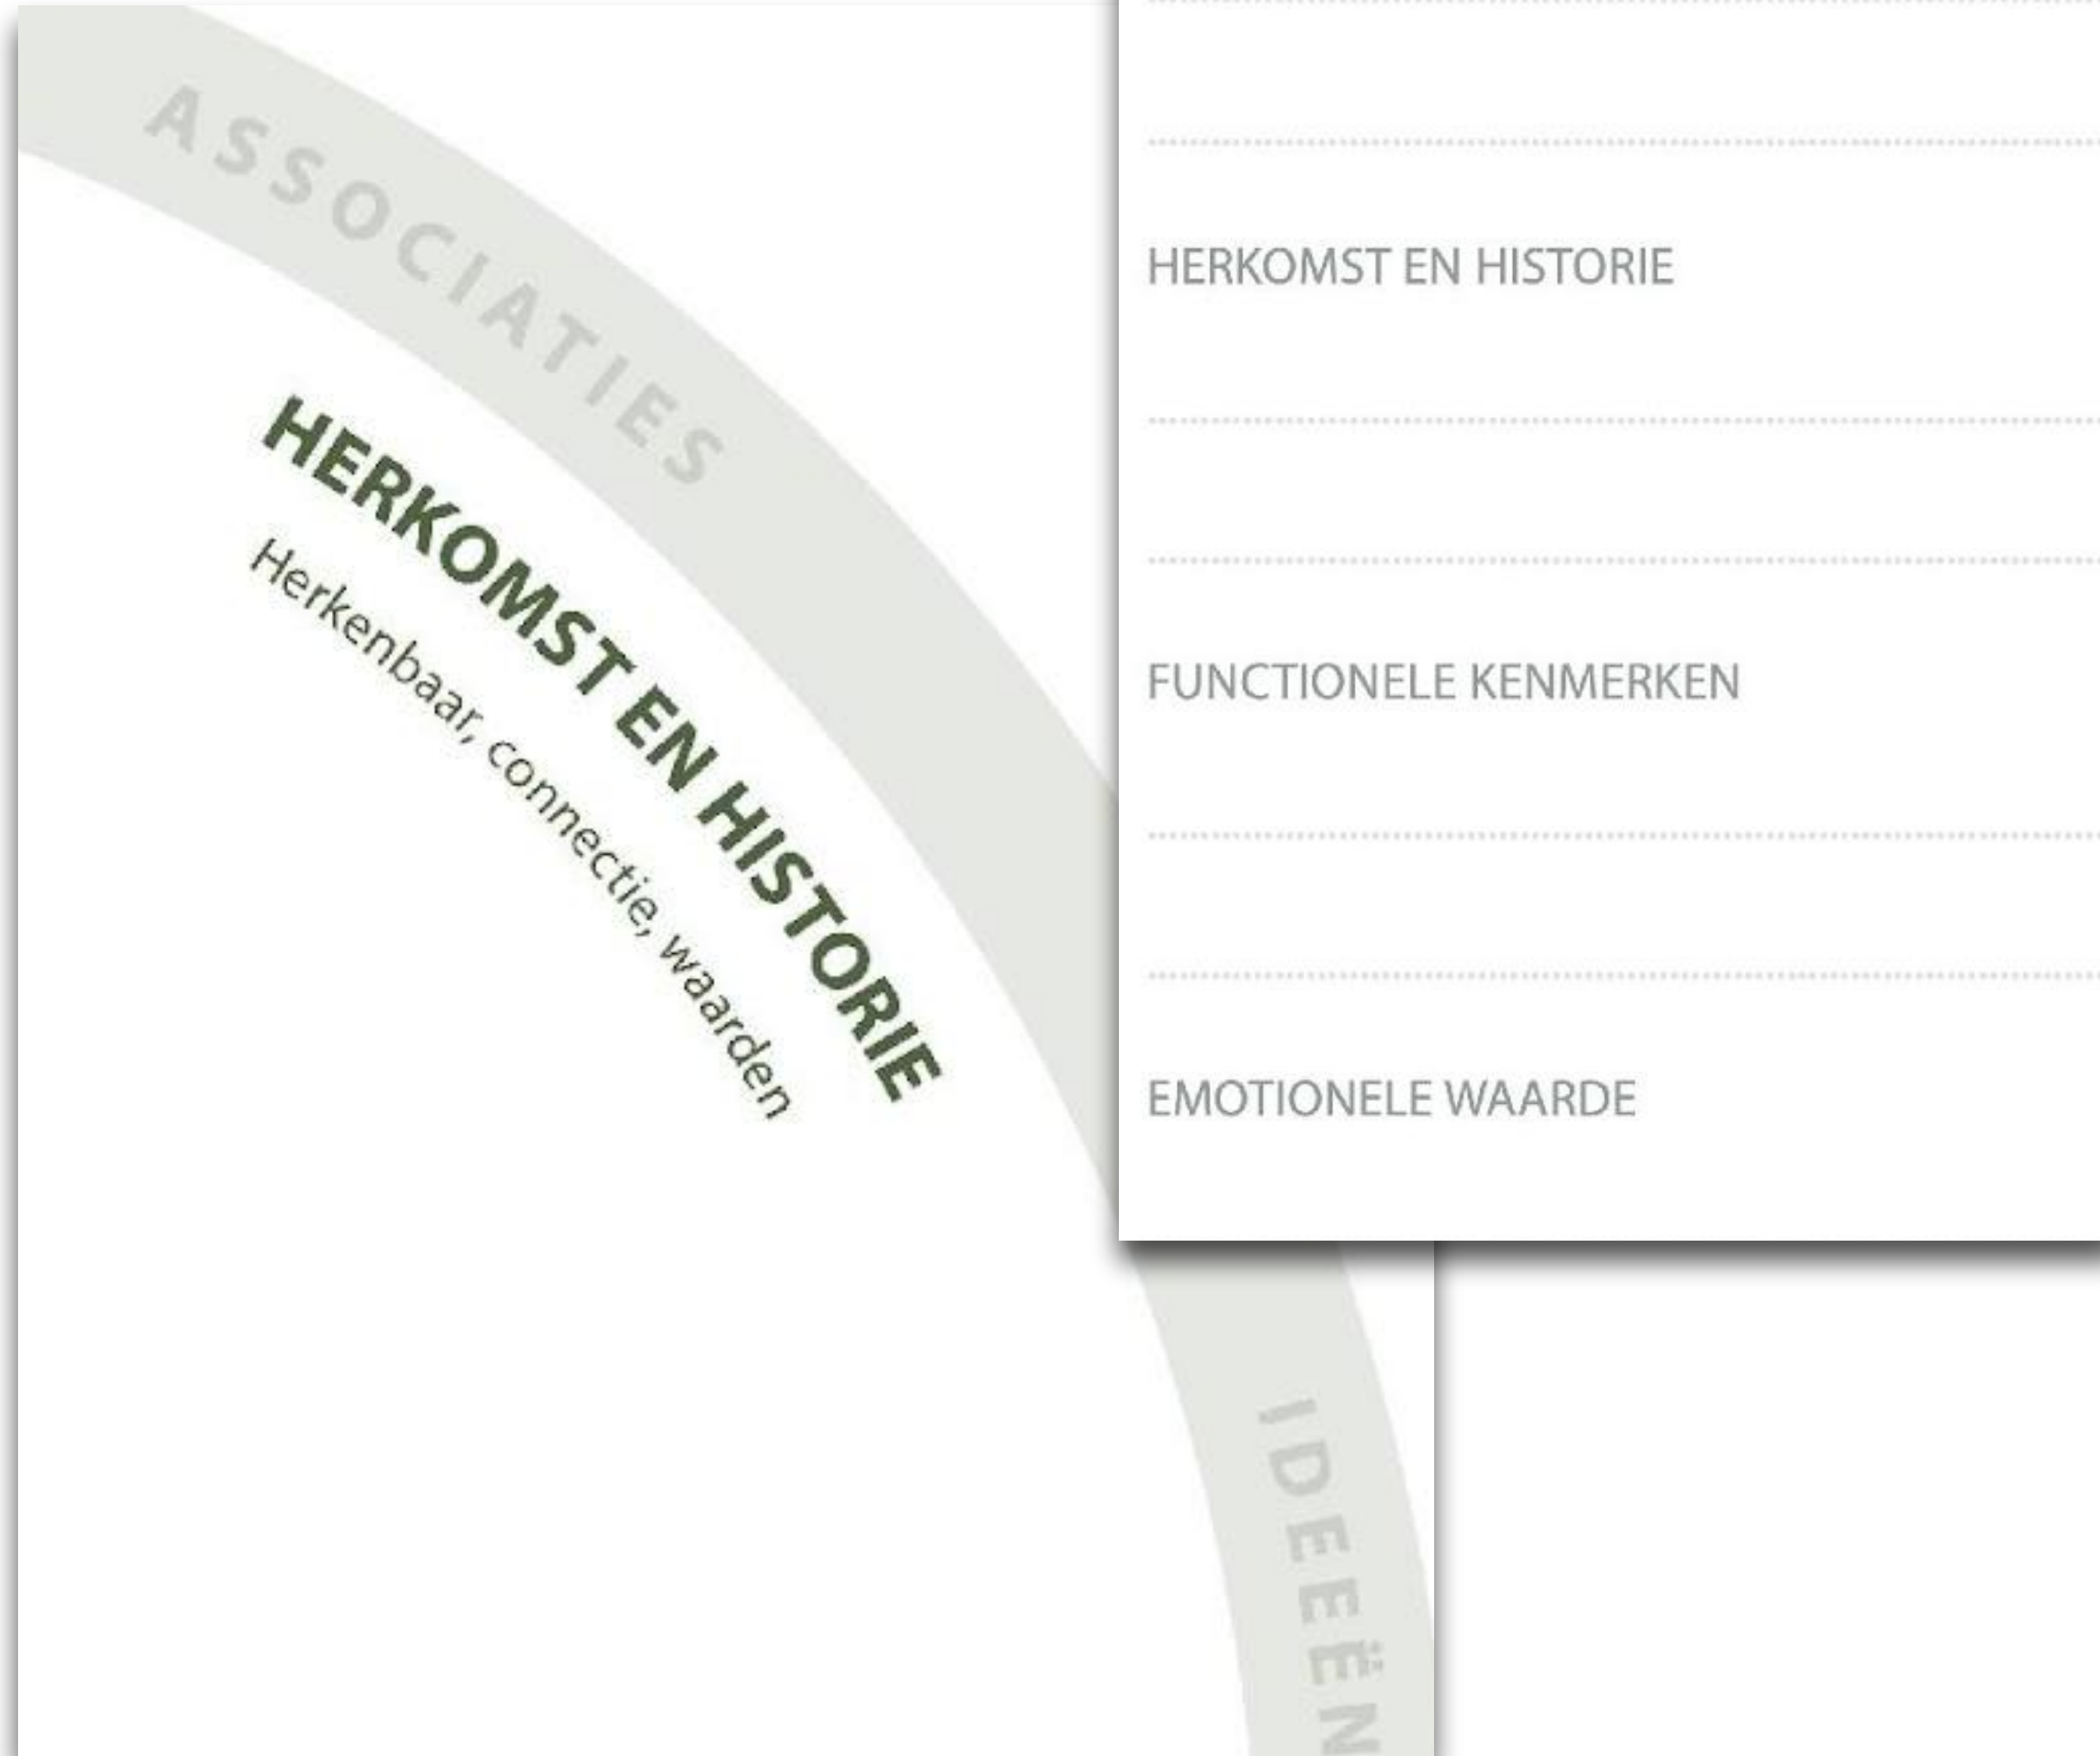 ASSOCIATIES
HERKOMST EN HISTORIE
Herkenbaar, connectie, waarden
IDEEËN
HERKOMST EN HISTORIE
FUNCTIONELE KENMERKEN
EMOTIONELE WAARDE